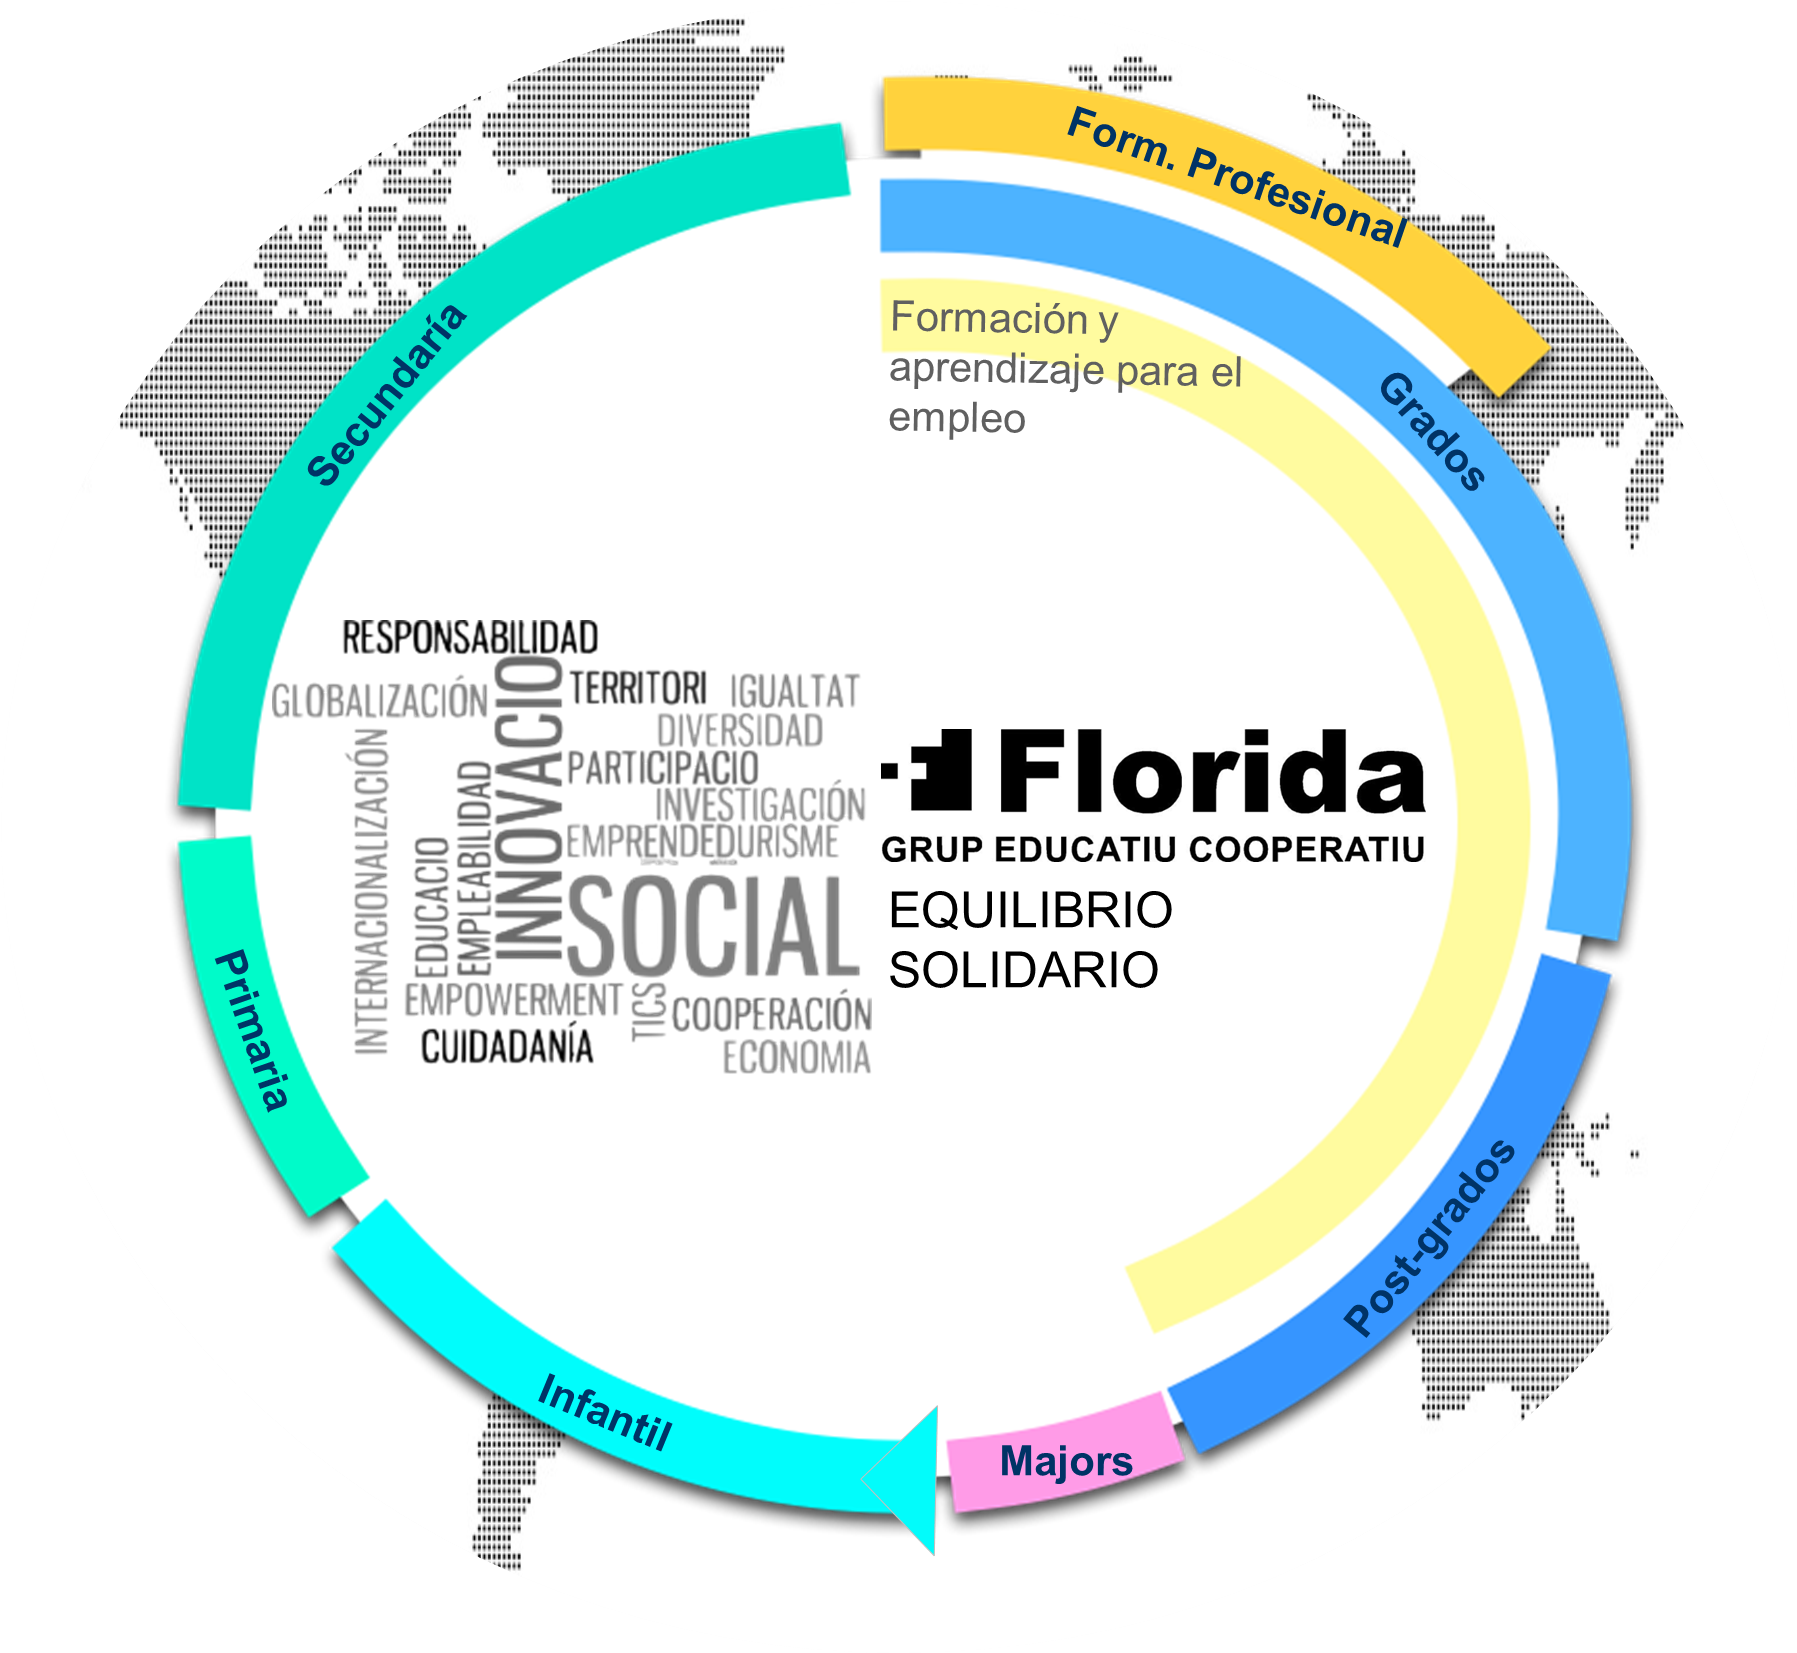 Form. Profesional
Grados
Formación y
aprendizaje para el
empleo
Secundaría
RESPONSABILIDAD
GLOBALIZACIÓN
INNOVACIO
TERRITORI
IGUALTAT
DIVERSIDAD
PARTICIPACIO
INVESTIGACIÓN
EMPRENDEDURISME
INTERNACIONALIZACIÓN
EDUCACIO
EMPLEABILIDAD
SOCIAL
EMPOWERMENT
TICS
COOPERACIÓN
CUIDADANÍA
ECONOMIA
Florida
GRUP EDUCATIU COOPERATIU
EQUILIBRIO
SOLIDARIO
Primaria
Post-grados
Infantil
Majors